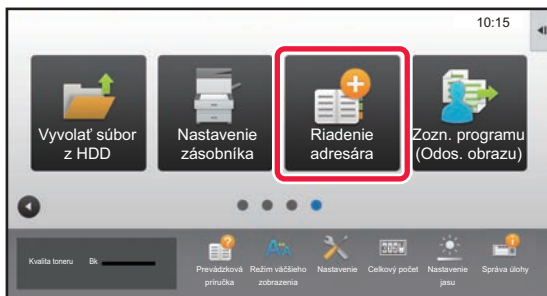 10:15
Vyvolať súbor
z HDD
Nastavenie
zásobníka
Riadenie
adresára
Zozn. programu
(Odos. obrazu)
Kvalita toneru Bk
Prevádzková
príručka
Režim väčšieho
zobrazenia
Nastavenie
Celkový počet
Nastavenie
jasu
Správa úlohy